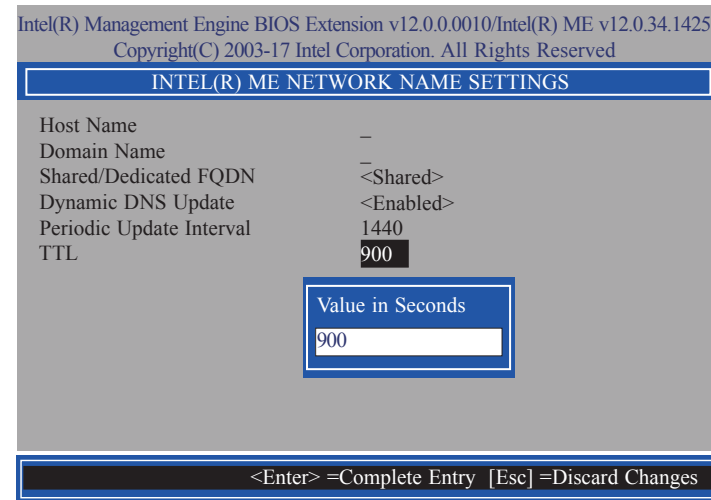 Intel(R) Management Engine BIOS Extension v12.0.0.0010/Intel(R) ME v12.0.34.1425
Copyright(C) 2003-17 Intel Corporation. All Rights Reserved
INTEL(R) ME NETWORK NAME SETTINGS
Host Name _
Domain Name _
Shared/Dedicated FQDN <Shared>
Dynamic DNS Update <Enabled>
Periodic Update Interval 1440
TTL 900
Value in Seconds
900
<Enter> =Complete Entry [Esc] =Discard Changes